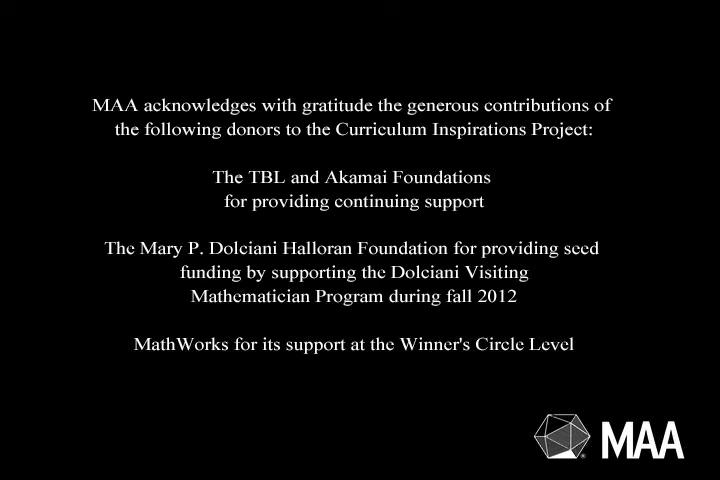 MAA acknowledges with gratitude the generous contributions of
the following donors to the Curriculum Inspirations Project:
The TBL and Akamai Foundations
for providing continuing support
The Mary P. Dolciani Halloran Foundation for providing seed
funding by supporting the Dolciani Visiting
Mathematician Program during fall 2012
MathWorks for its support at the Winner's Circle Level
® MAA